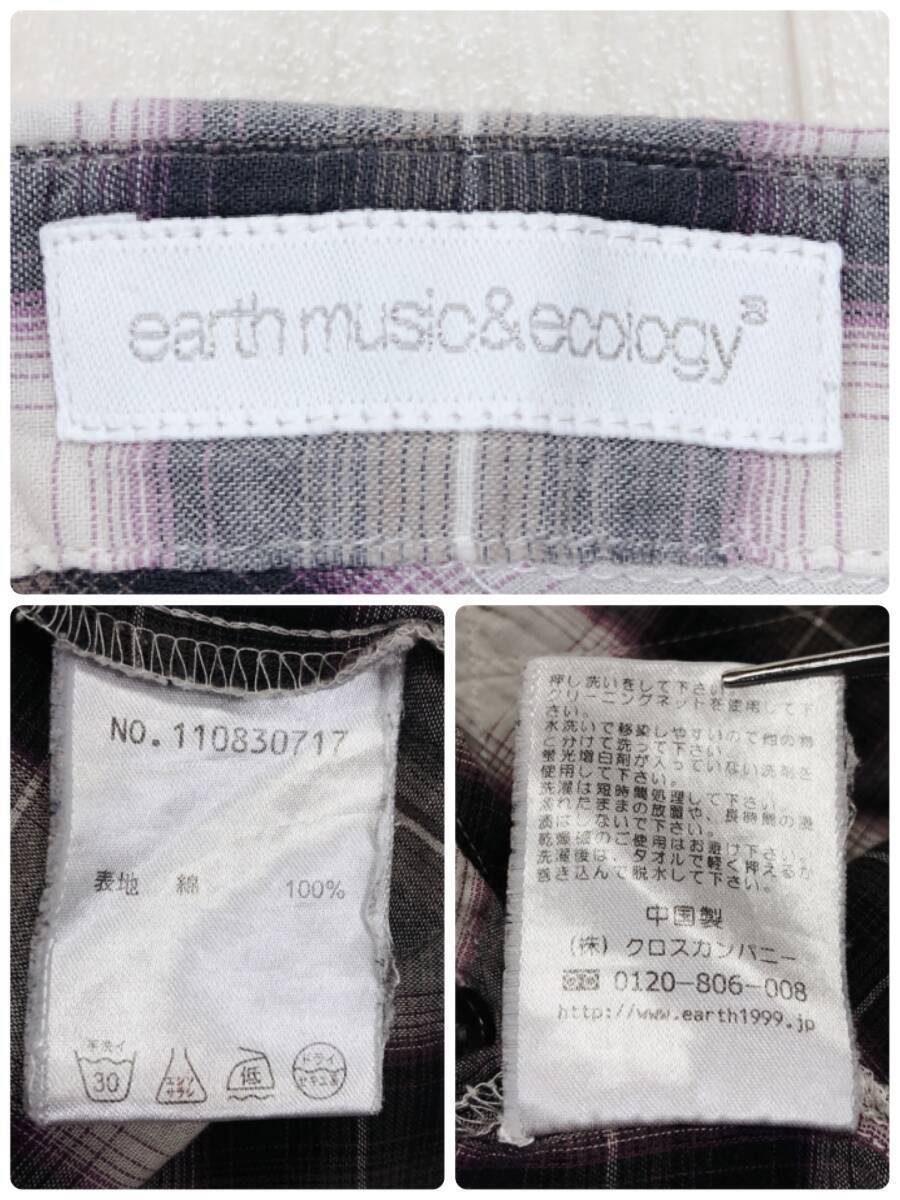 earth music&ecology®
NO.110830717
表地 綿 100%
手洗イ
30
エンソ
サラシ
低
ドライ
セキユ系
押し洗いをして下さい。
クリーニングネットを使用して下
さい。
水洗いで移染しやすいので他の物
と分けて洗って下さい。
蛍光増白剤が入っていない洗剤を
使用して下さい。
洗濯は短時間処理して下さい。
濡れたままの放置や、長時間の浸
漬はしないで下さい。
乾燥機のご使用はお避け下さい。
洗濯後は、タオルで軽く押えるか
巻き込んで脱水して下さい。
中国製
(株) クロスカンパニー
0120-806-008
http://www.earth1999.jp